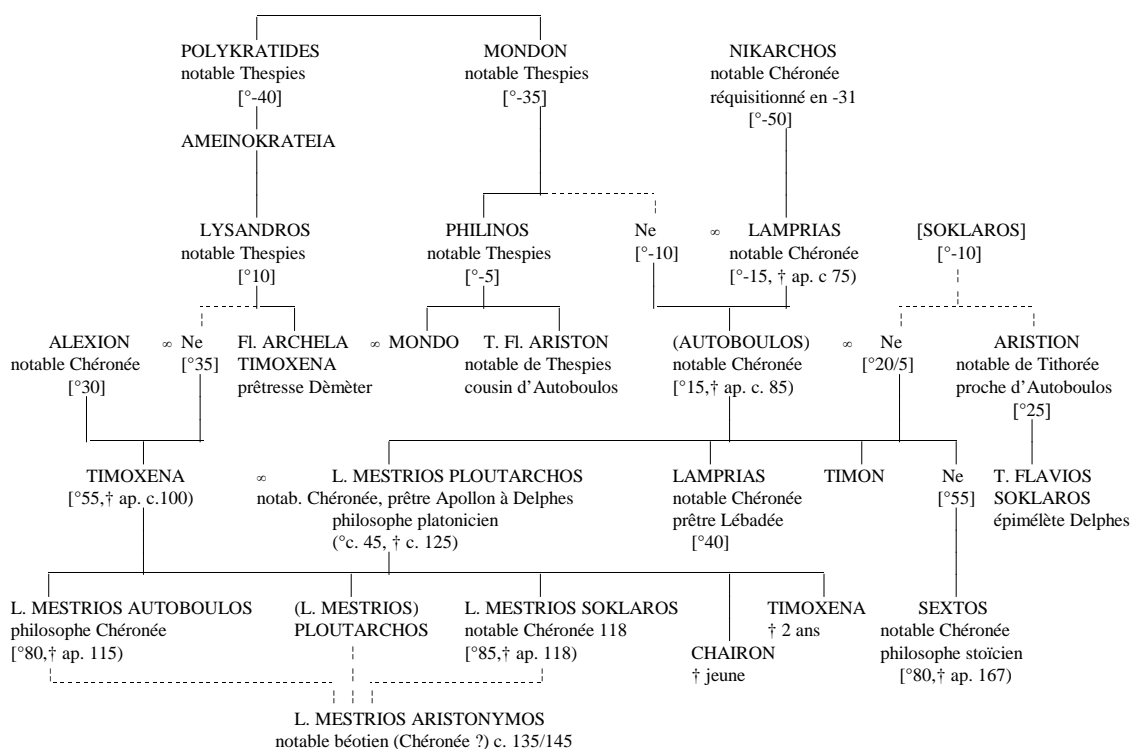 POLYKRATIDES
notable Thespies
[°-40]
MONDON
notable Thespies
[°-35]
NIKARCHOS
notable Chéronée
réquisitionné en -31
[°-50]
AMEINOKRATEIA
LYSANDROS
notable Thespies
[°10]
PHILINOS
notable Thespies
[°-5]
Ne
[°-10]
∞
LAMPRIAS
notable Chéronée
[°-15, † ap. c 75)
[SOKLAROS]
[°-10]
ALEXION
notable Chéronée
[°30]
∞ Ne
[°35]
Fl. ARCHELA
TIMOXENA
prêtresse Dèmèter
∞ MONDO
T. Fl. ARISTON
notable de Thespies
cousin d'Autoboulos
(AUTOBOULOS)
notable Chéronée
[°15,† ap. c. 85)
∞
Ne
[°20/5]
ARISTION
notable de Tithorée
proche d'Autoboulos
[°25]
TIMOXENA
[°55,† ap. c.100)
∞
L. MESTRIOS PLOUTARCHOS
notab. Chéronée, prêtre Apollon à Delphes
philosophe platonicien
(°c. 45, † c. 125)
LAMPRIAS
notable Chéronée
prêtre Lébadée
[°40]
TIMON
Ne
[°55]
T. FLAVIOS
SOKLAROS
épimélète Delphes
L. MESTRIOS AUTOBOULOS
philosophe Chéronée
[°80,† ap. 115)
(L. MESTRIOS)
PLOUTARCHOS
L. MESTRIOS SOKLAROS
notable Chéronée 118
[°85,† ap. 118)
CHAIRON
† jeune
TIMOXENA
† 2 ans
SEXTOS
notable Chéronée
philosophe stoïcien
[°80,† ap. 167)
L. MESTRIOS ARISTONYMOS
notable béotien (Chéronée ?) c. 135/145